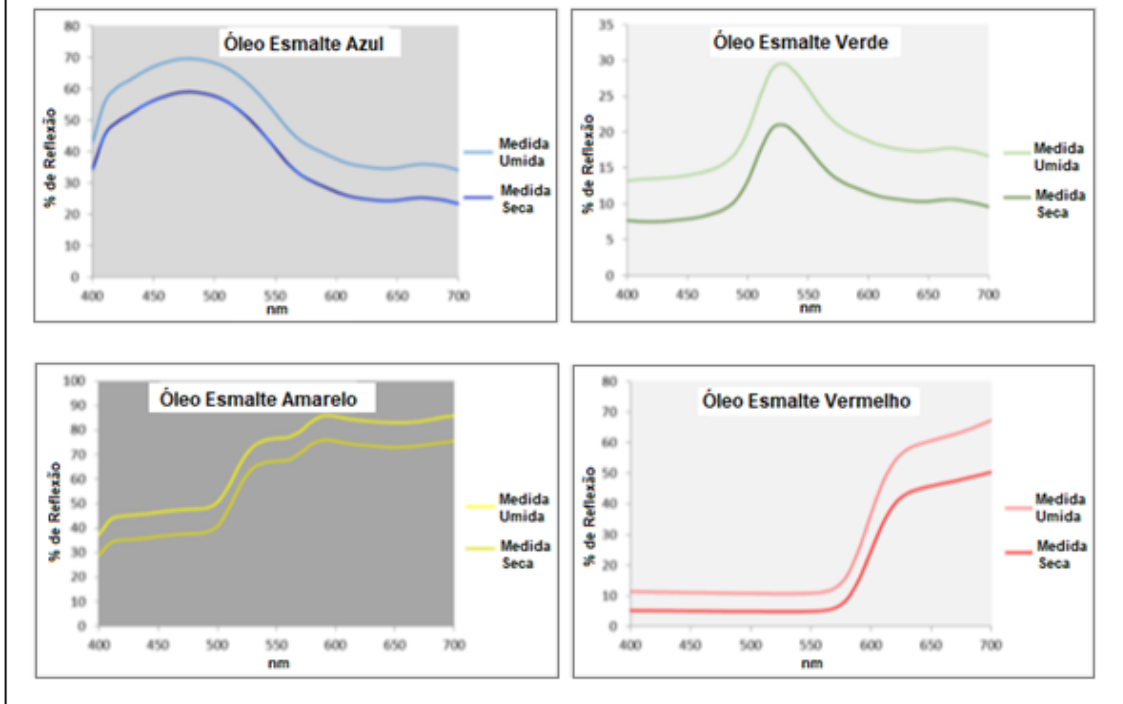 Óleo Esmalte Azul
% de Reflexão
80
70
60
50
40
30
20
10
0
400 450 500 550 600 650 700
nm
Medida
Umida
Medida
Seca
Óleo Esmalte Verde
% de Reflexão
35
30
25
20
15
10
5
0
400 450 500 550 600 650 700
nm
Medida
Umida
Medida
Seca
Óleo Esmalte Amarelo
% de Reflexão
100
90
80
70
60
50
40
30
20
10
0
400 450 500 550 600 650 700
nm
Medida
Umida
Medida
Seca
Óleo Esmalte Vermelho
% de Reflexão
80
70
60
50
40
30
20
10
0
400 450 500 550 600 650 700
nm
Medida
Umida
Medida
Seca